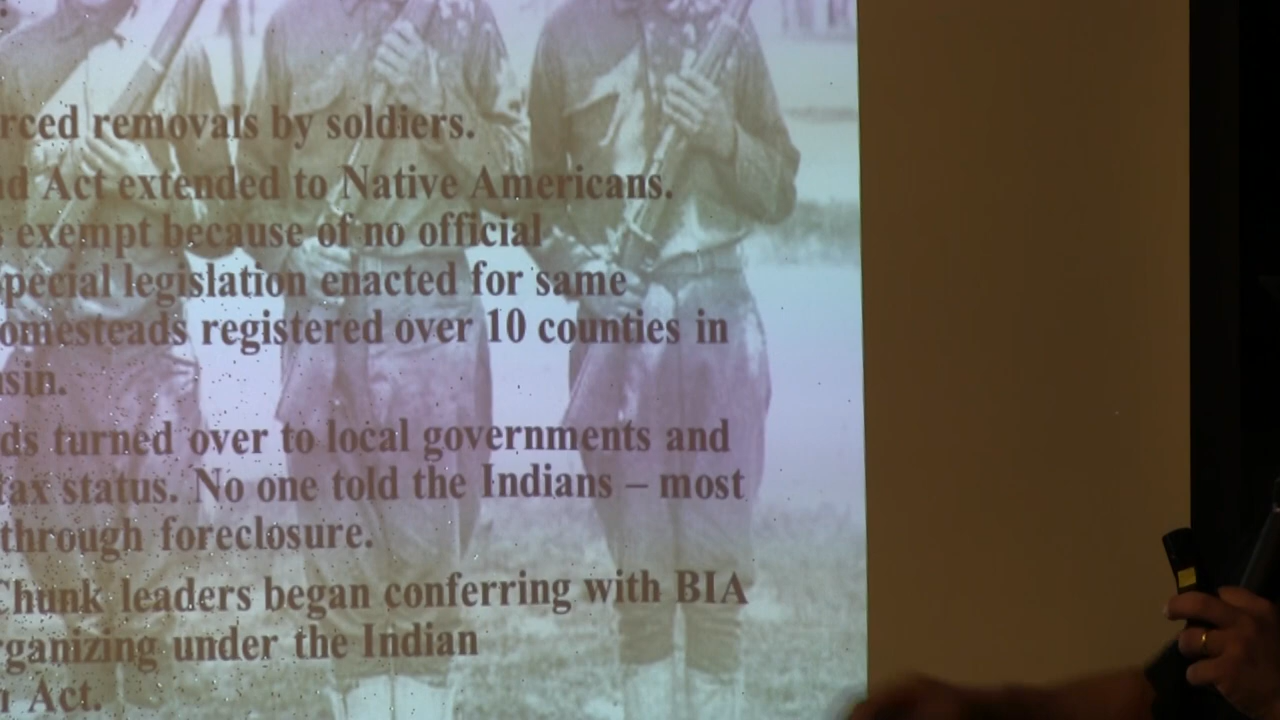 rced removals by soldiers.
d Act extended to Native Americans.
s exempt because of no official
special legislation enacted for same
omesteads registered over 10 counties in
sin.
ds turned over to local governments and
tax status. No one told the Indians – most
through foreclosure.
Chunk leaders began conferring with BIA
rganizing under the Indian
Act.